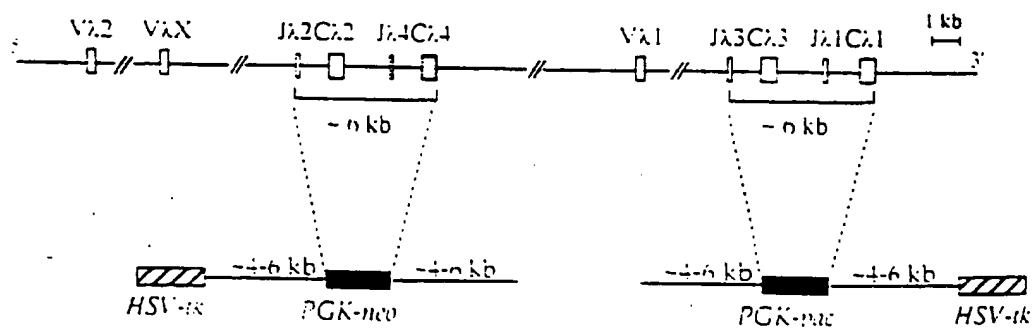 1 kb
Vλ2 VλX Jλ2Cλ2 Jλ4Cλ4 Vλ1 Jλ3Cλ3 Jλ1Cλ1
3'
~ 6 kb ~ 6 kb
~4-6 kb ~4-6 kb ~4-6 kb ~4-6 kb
HSV-tk PGK-neo PGK-pac HSV-tk